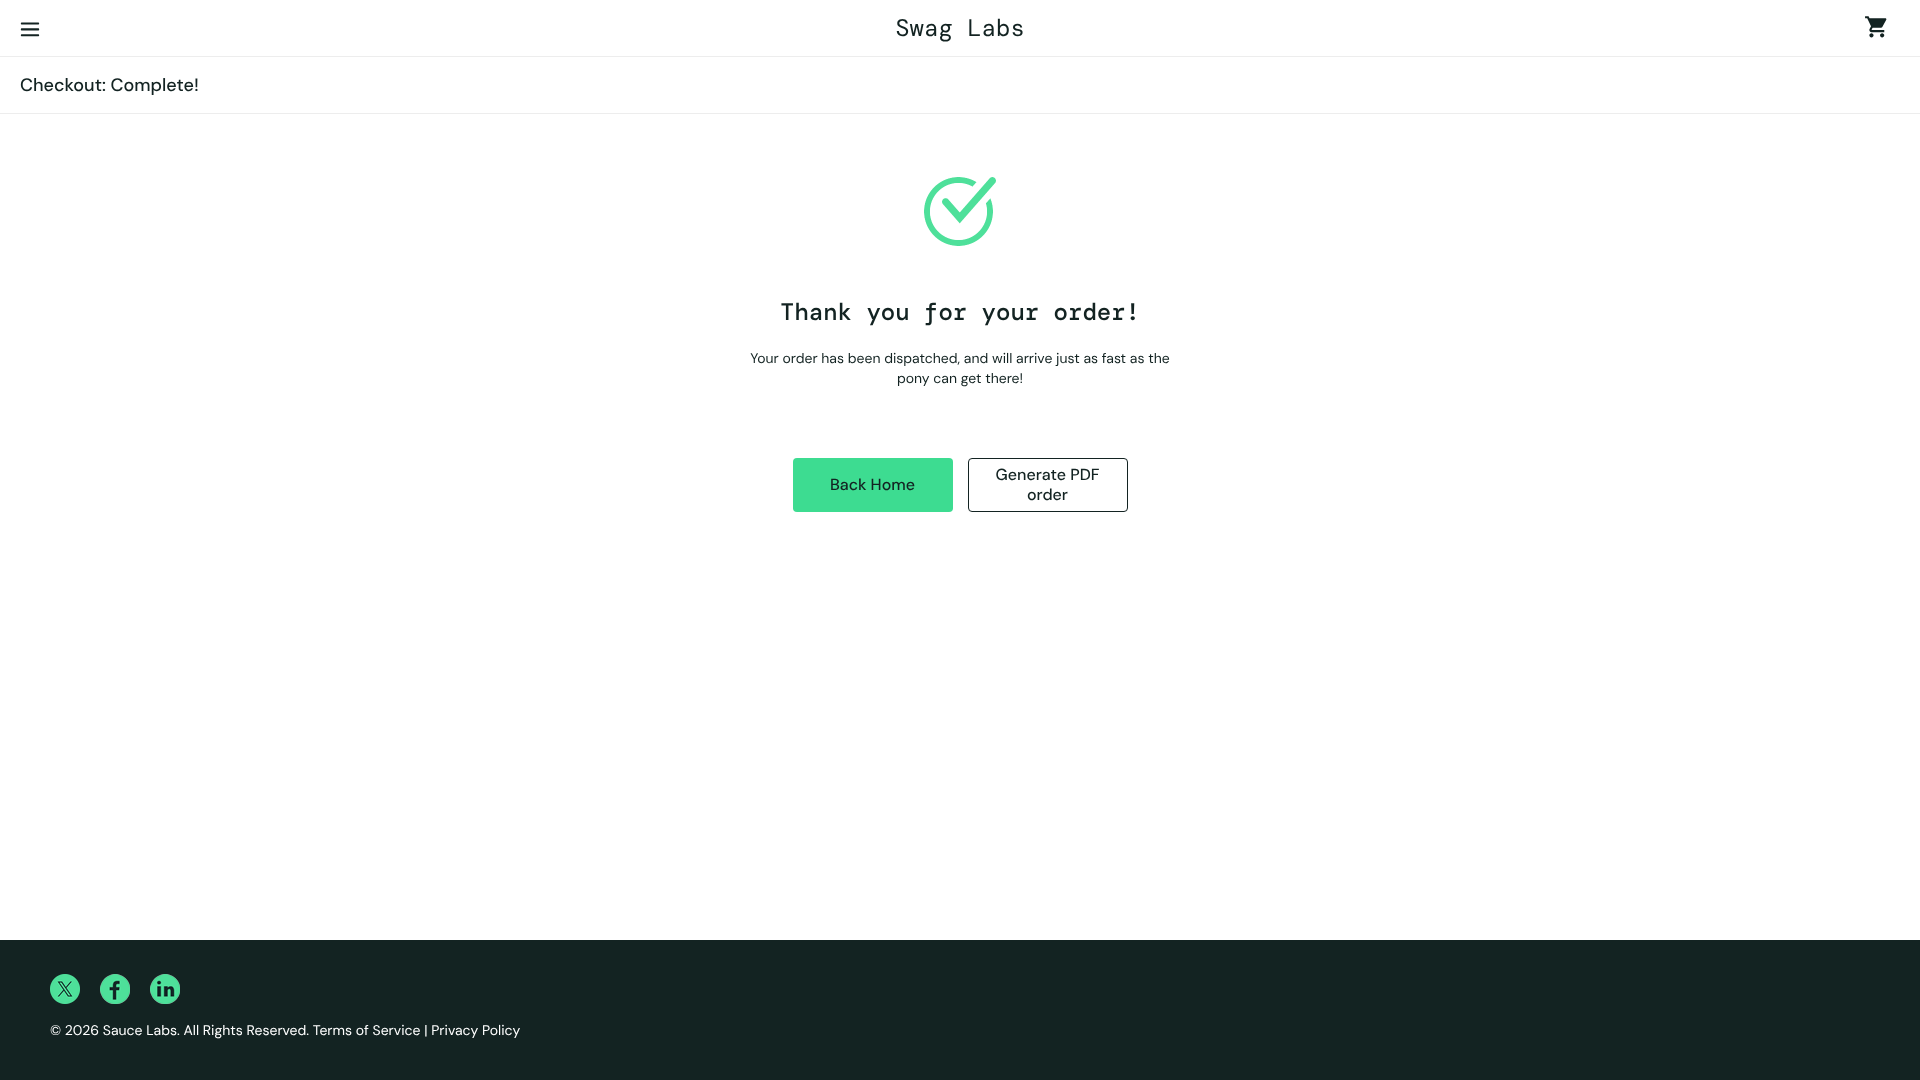 Swag Labs
Checkout: Complete!
Thank you for your order!
Your order has been dispatched, and will arrive just as fast as the
pony can get there!
Back Home
Generate PDF
order
© 2026 Sauce Labs. All Rights Reserved. Terms of Service | Privacy Policy